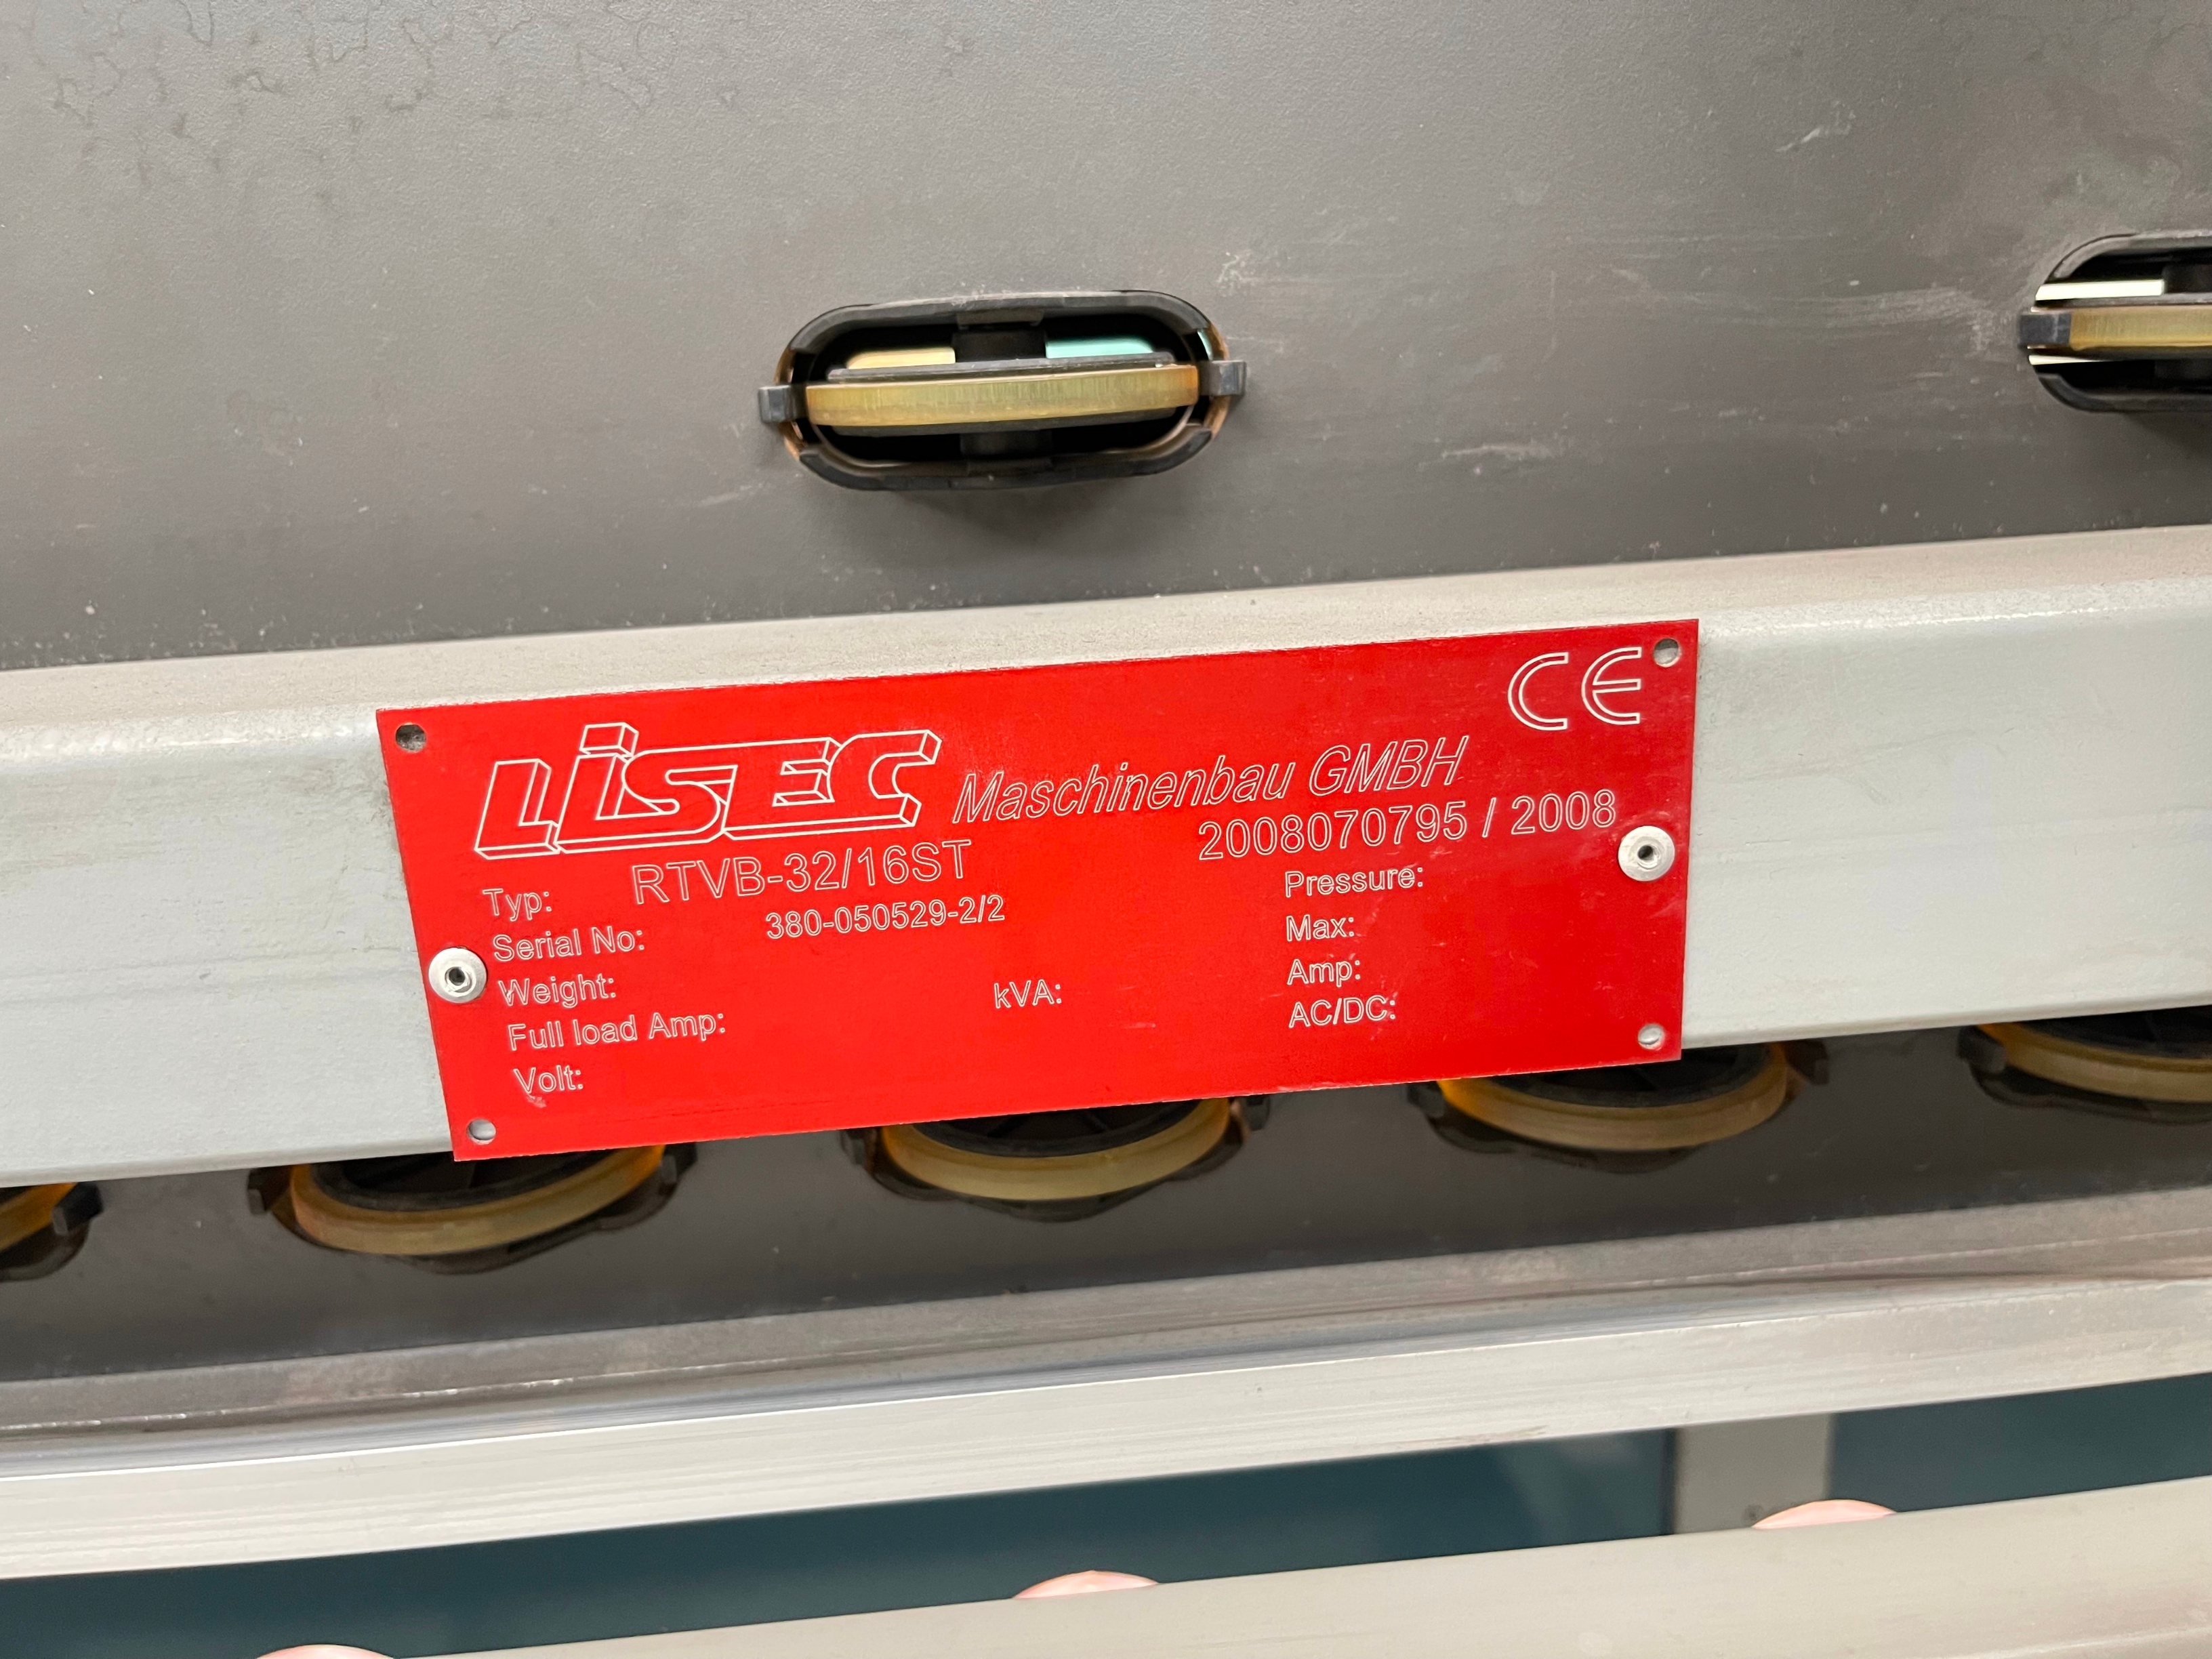 LiSEC Maschinenbau GMBH CE
Typ: RTVB-32/16ST 2008070795 / 2008
Serial No: 380-050529-2/2 Pressure:
Weight: Max:
Full load Amp: kVA: Amp:
Volt: AC/DC: